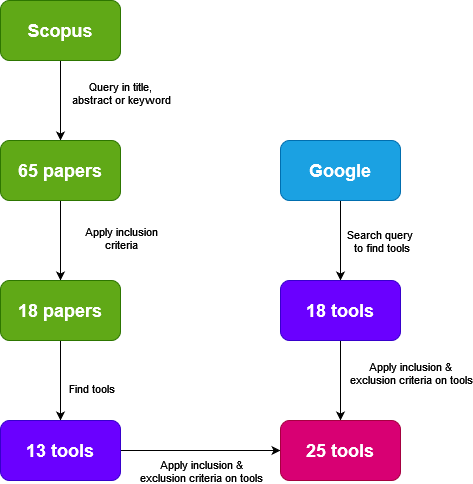 Scopus
Query in title,
abstract or keyword
65 papers
Google
Apply inclusion
criteria
Search query
to find tools
18 papers
18 tools
Find tools
Apply inclusion &
exclusion criteria on tools
13 tools
Apply inclusion &
exclusion criteria on tools
25 tools